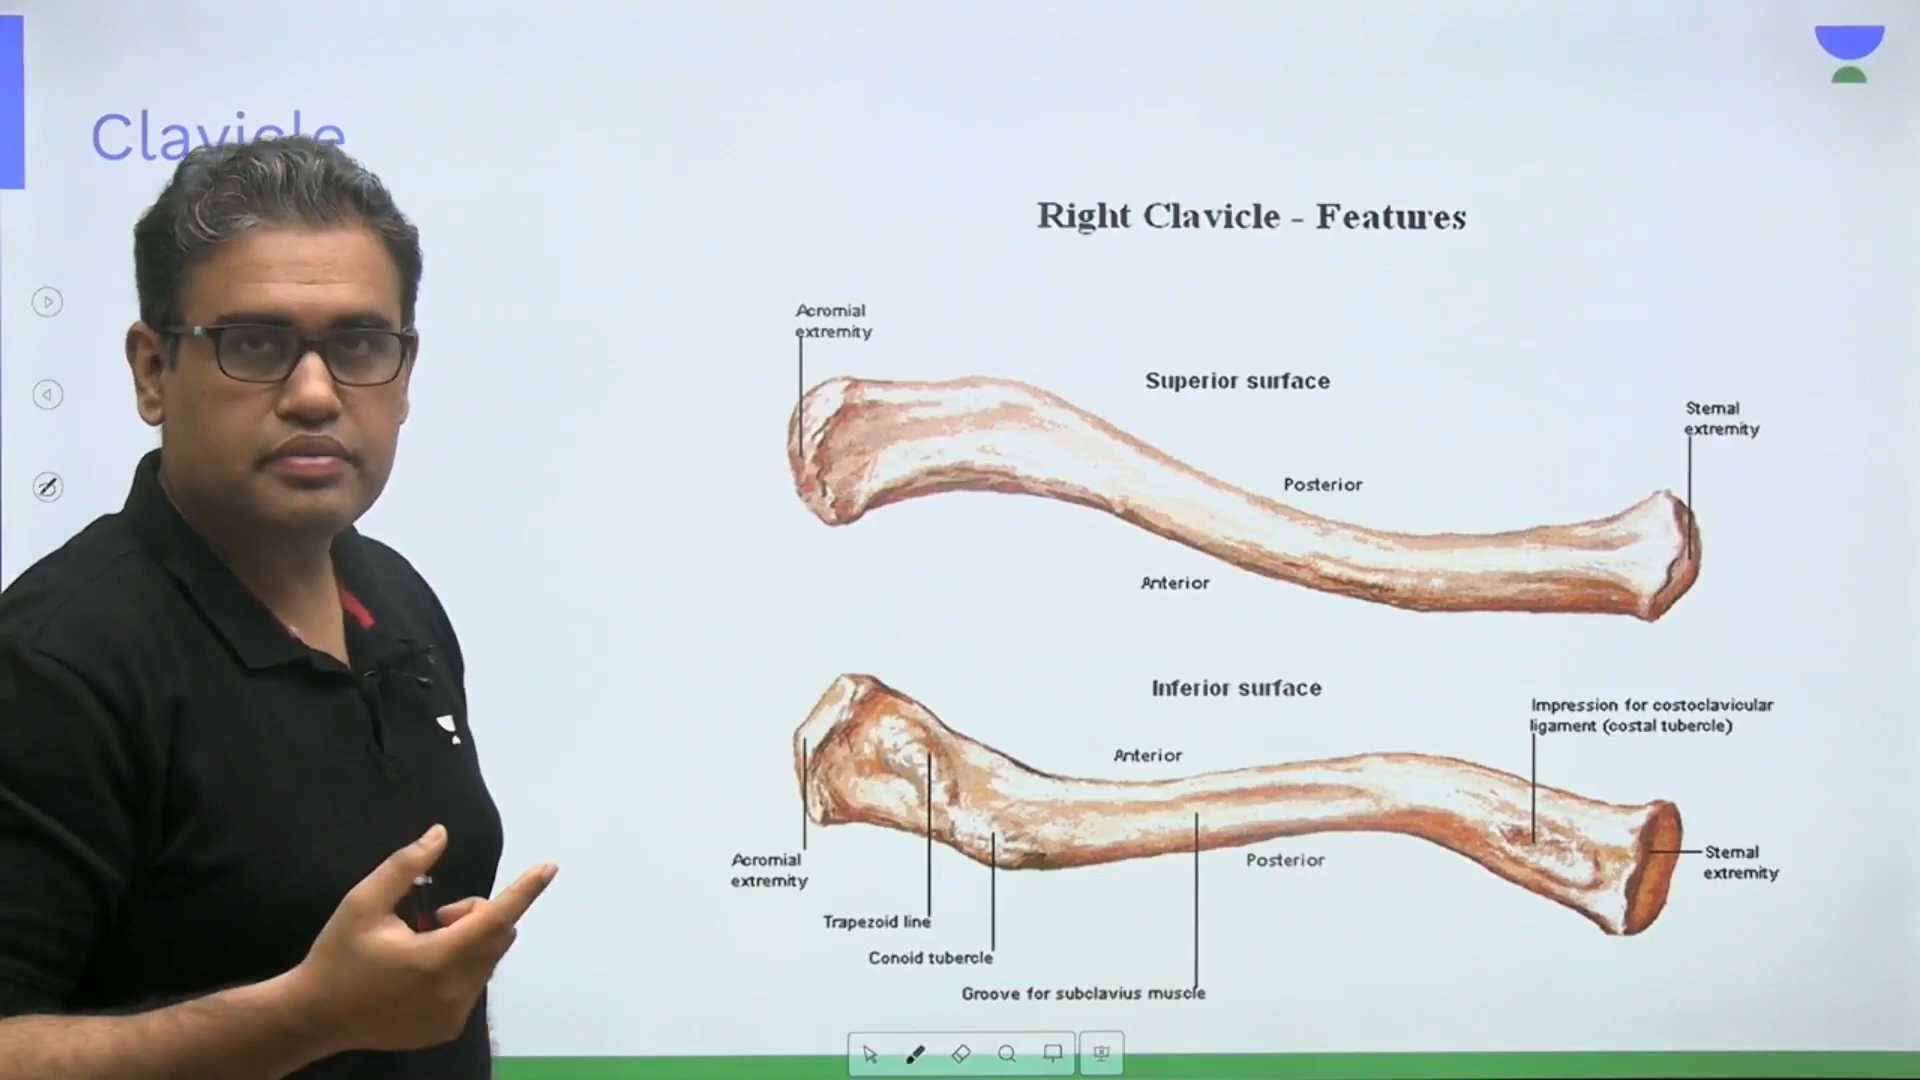 Clavicle
Right Clavicle - Features
Acromial
extremity
Superior surface
Sternal
extremity
Posterior
Anterior
Inferior surface
Impression for costoclavicular
ligament (costal tubercle)
Anterior
Acromial
extremity
Posterior
Sternal
extremity
Trapezoid line
Conoid tubercle
Groove for subclavius muscle